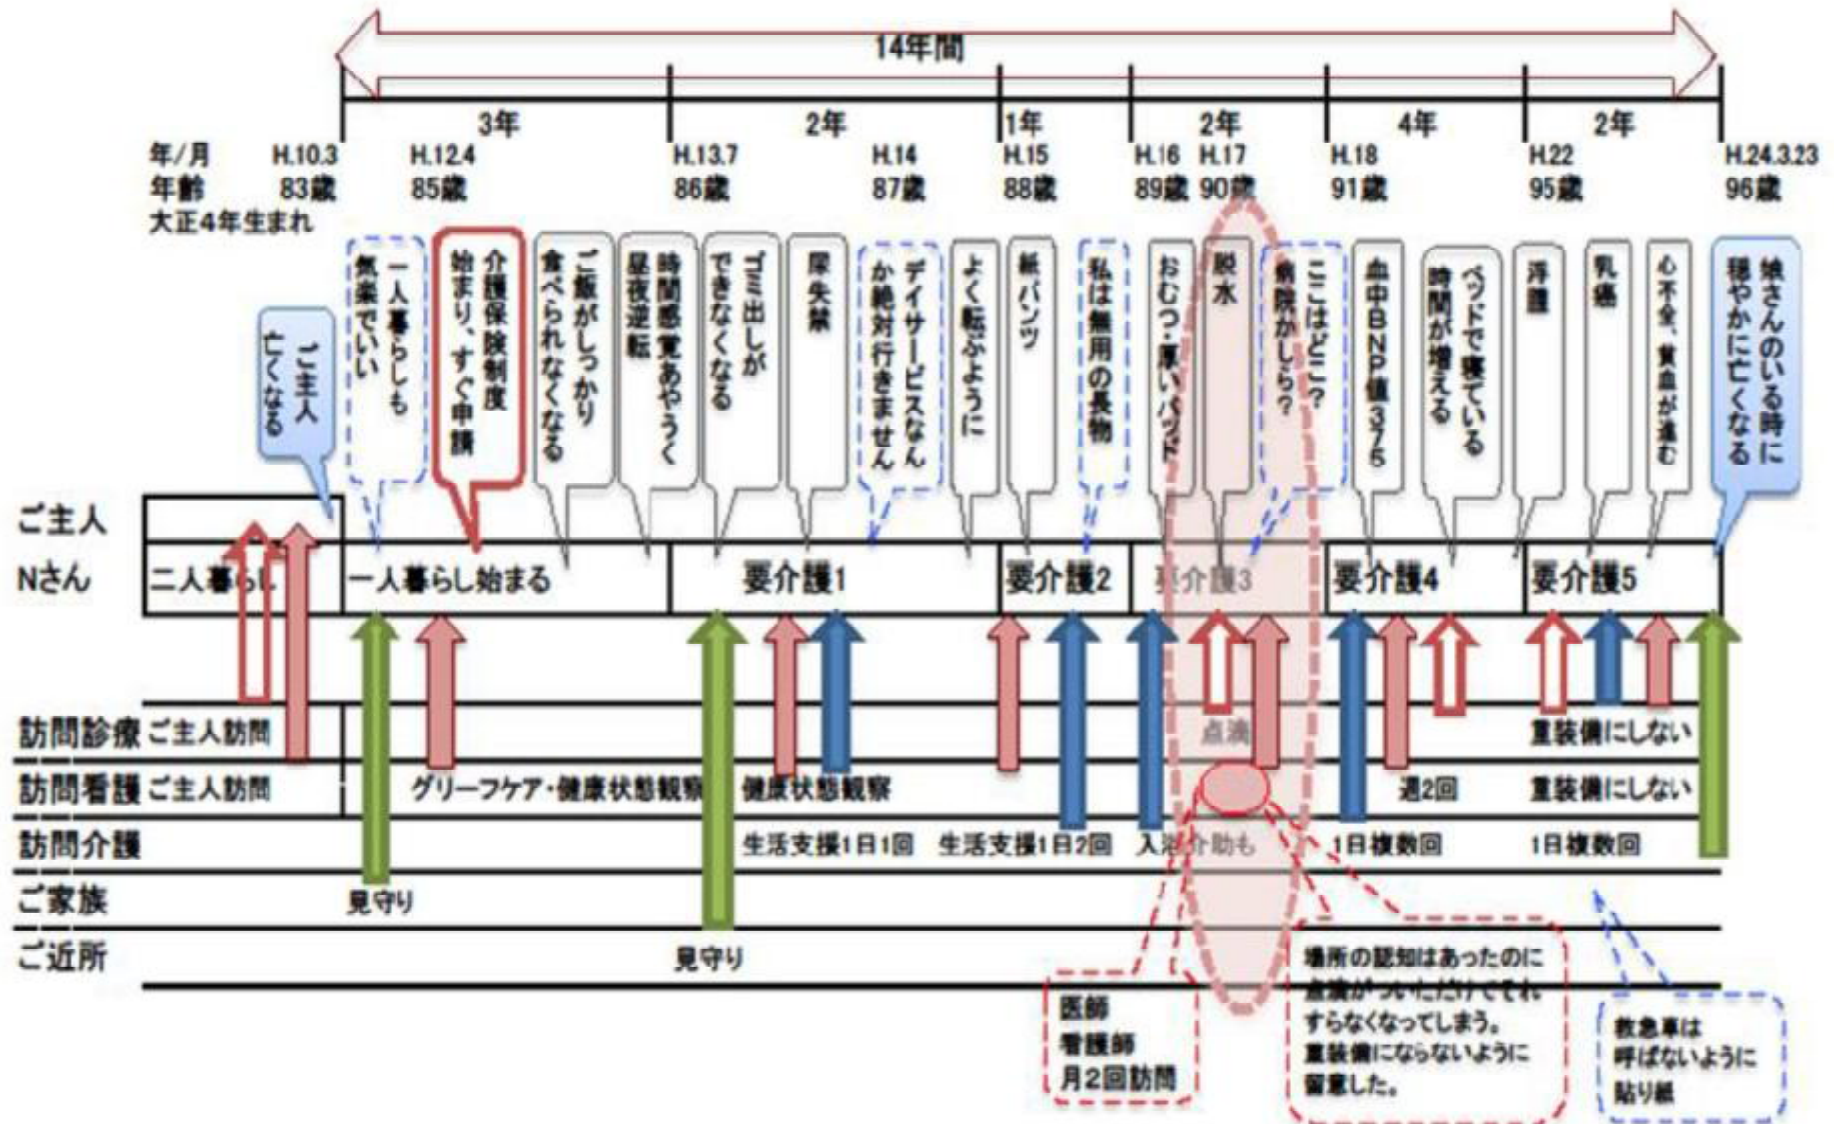 14年間
3年
2年
1年
2年
4年
2年
年/月
H.10.3
H.12.4
H.13.7
H.14
H.15
H.16
H.17
H.18
H.22
H.24.3.23
年齢
83歳
85歳
86歳
87歳
88歳
89歳
90歳
91歳
95歳
96歳
大正4年生まれ
ご主人
亡くなる
一人暮らしも
気楽でいい
介護保険制度
始まり、すぐ申請
ご飯がしっかり
食べられなくなる
時間感覚あやうく
昼夜逆転
ゴミ出しが
できなくなる
尿失禁
デイサービスなん
か絶対行きません
よく転ぶように
紙パンツ
私は無用の長物
おむつ・厚いパッド
脱水
ここはどこ?
病院かしら?
血中BNP値375
ベッドで寝ている
時間が増える
浮腫
乳癌
心不全、貧血が進む
娘さんのいる時に
穏やかに亡くなる
ご主人
Nさん
二人暮らし
一人暮らし始まる
要介護1
要介護2
要介護3
要介護4
要介護5
訪問診療
ご主人訪問
点滴
重装備にしない
訪問看護
ご主人訪問
グリーフケア・健康状態観察
健康状態観察
週2回
重装備にしない
訪問介護
生活支援1日1回
生活支援1日2回
入浴介助も
1日複数回
1日複数回
ご家族
見守り
ご近所
見守り
医師
看護師
月2回訪問
場所の認知はあったのに
点滴がついただけでそれ
すらなくなってしまう。
重装備にならないように
留意した。
救急車は
呼ばないように
貼り紙